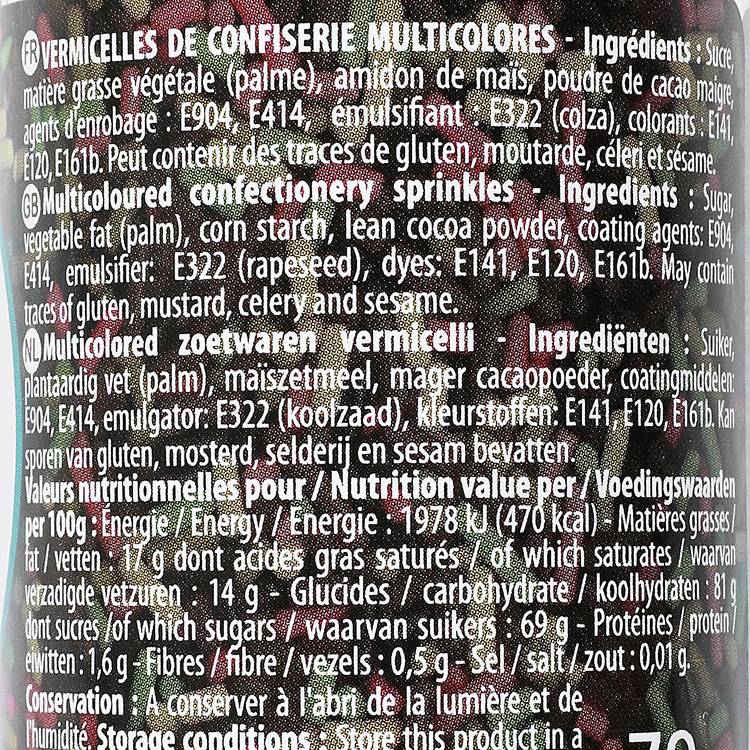 FR VERMICELLES DE CONFISERIE MULTICOLORES - Ingrédients : Sucre,
matière grasse végétale (palme), amidon de maïs, poudre de cacao maigre,
agents d'enrobage : E904, E414, émulsifiant : E322 (colza), colorants : E141,
E120, E161b. Peut contenir des traces de gluten, moutarde, céleri et sésame.
GB Multicoloured confectionery sprinkles - Ingredients : Sugar,
vegetable fat (palm), corn starch, lean cocoa powder, coating agents: E904,
E414, emulsifier: E322 (rapeseed), dyes: E141, E120, E161b. May contain
traces of gluten, mustard, celery and sesame.
NL Multicolored zoetwaren vermicelli - Ingrediënten : Suiker,
plantaardig vet (palm), maïszetmeel, mager cacaopoeder, coatingmiddelen:
E904, E414, emulgator: E322 (koolzaad), kleurstoffen: E141, E120, E161b. Kan
sporen van gluten, mosterd, selderij en sesam bevatten.
Valeurs nutritionnelles pour / Nutrition value per / Voedingswaarden
per 100g : Énergie / Energy / Energie : 1978 kJ (470 kcal) - Matières grasses /
fat / vetten : 17 g dont acides gras saturés / of which saturates / waarvan
verzadigde vetzuren : 14 g - Glucides / carbohydrate / koolhydraten : 81 g
dont sucres /of which sugars / waarvan suikers : 69 g - Protéines / protein /
eiwitten : 1,6 g - Fibres / fibre / vezels : 0,5 g - Sel / salt / zout : 0,01 g.
Conservation : A conserver à l'abri de la lumière et de
l'humidité. Storage conditions : Store this product in a